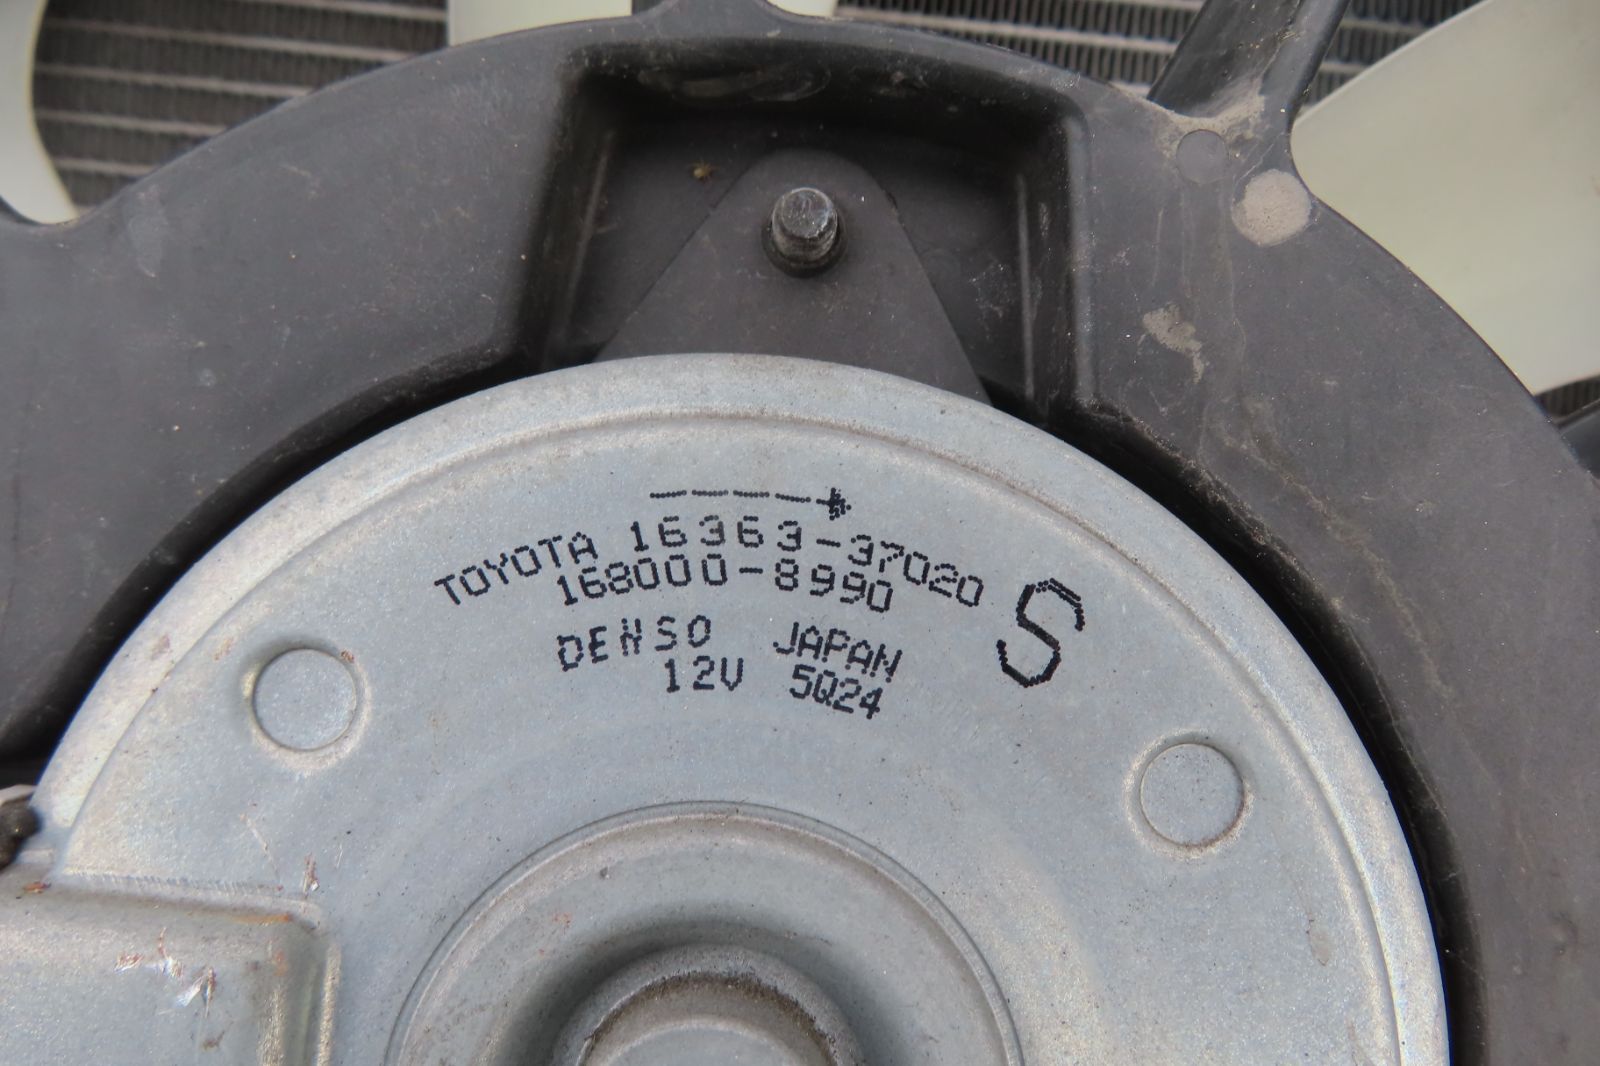 TOYOTA 16363-37020
168000-8990 S
DENSO JAPAN
12V 5Q24